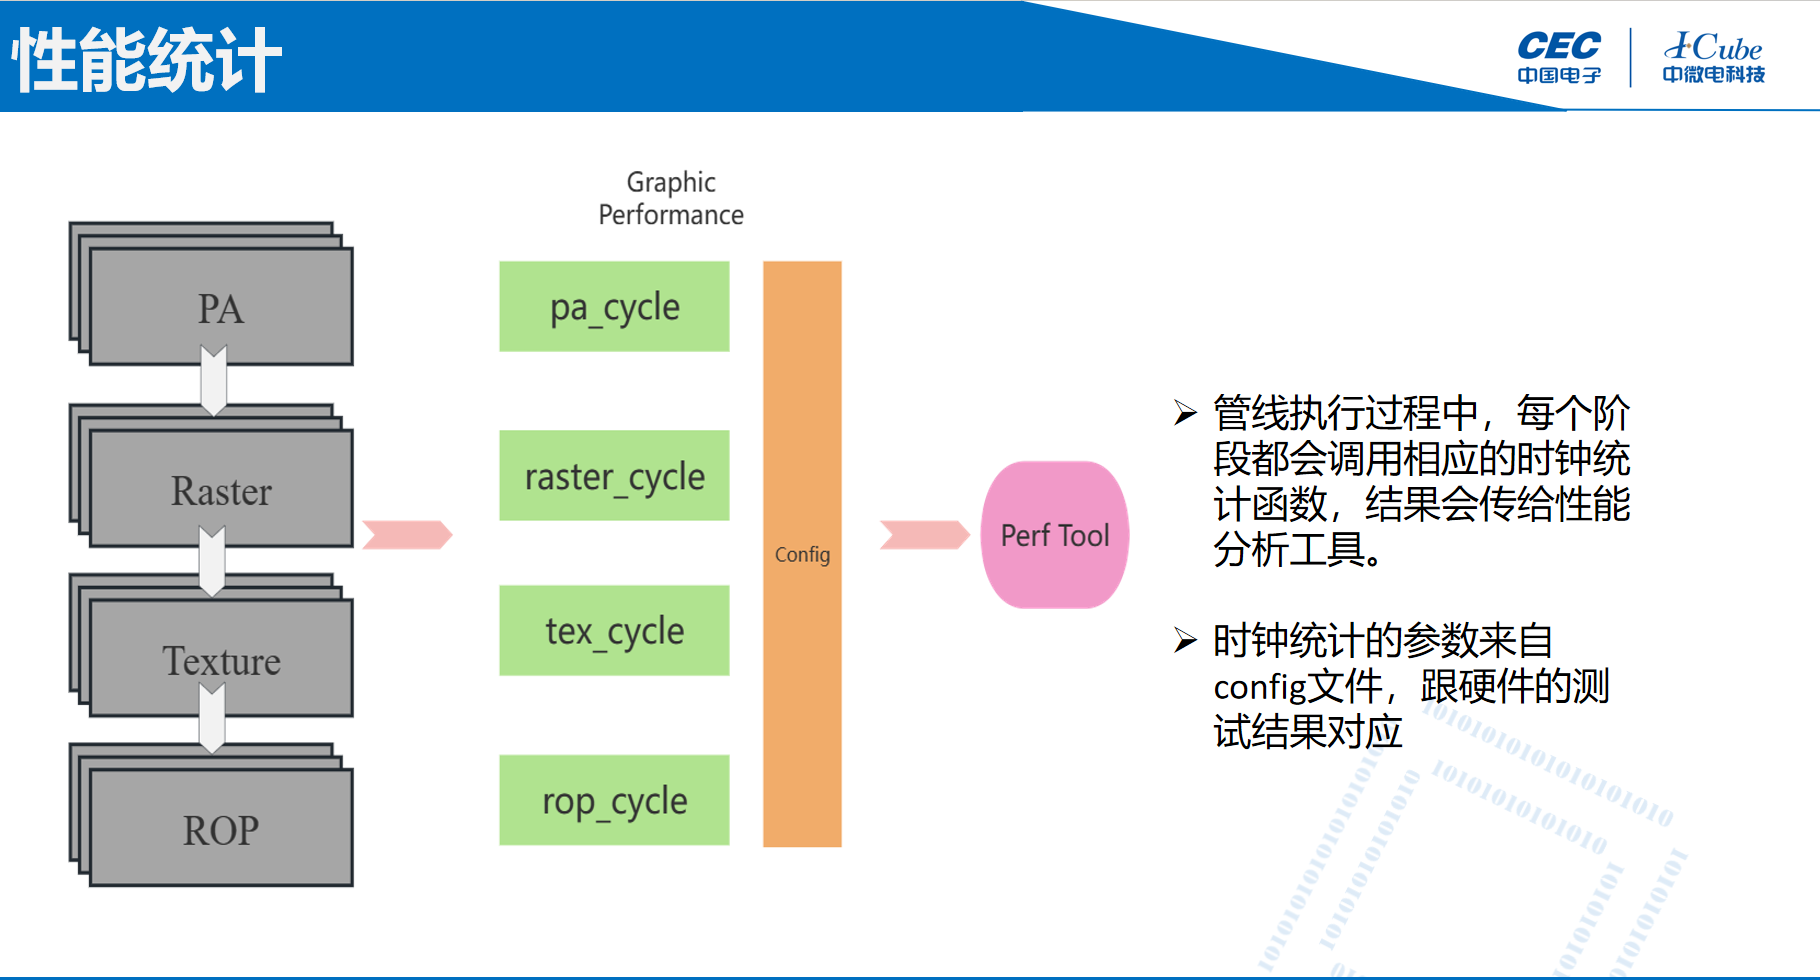 性能统计
CEC
中国电子
iCube
中微电科技
Graphic
Performance
PA
Raster
Texture
ROP
pa_cycle
raster_cycle
tex_cycle
rop_cycle
Config
Perf Tool
➢ 管线执行过程中，每个阶
段都会调用相应的时钟统
计函数，结果会传给性能
分析工具。
➢ 时钟统计的参数来自
config文件，跟硬件的测
试结果对应